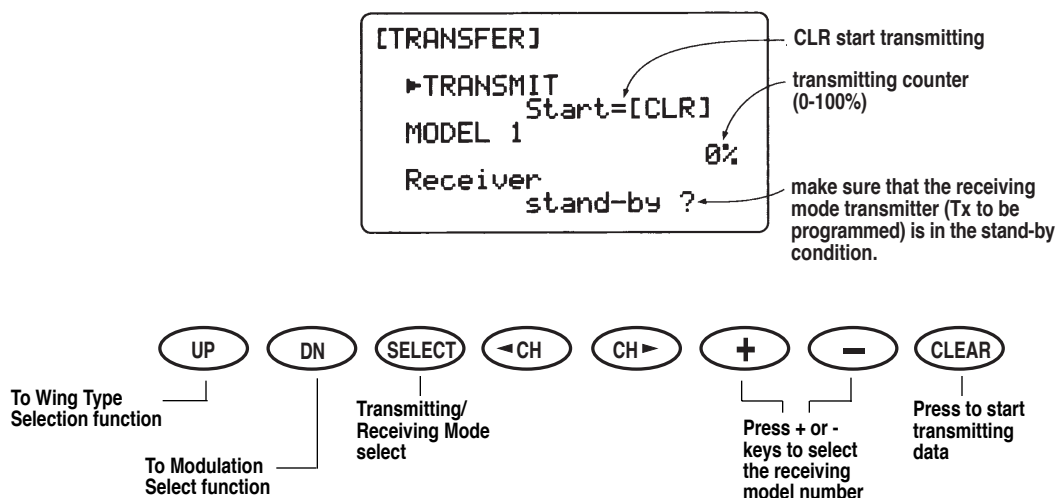 [TRANSFER]
►TRANSMIT
Start=[CLR]
MODEL 1
0%
Receiver
stand-by ?
CLR start transmitting
transmitting counter
(0-100%)
make sure that the receiving
mode transmitter (Tx to be
programmed) is in the stand-by
condition.
UP
DN
SELECT
◄CH
CH►
+
–
CLEAR
To Wing Type
Selection function
To Modulation
Select function
Transmitting/
Receiving Mode
select
Press + or -
keys to select
the receiving
model number
Press to start
transmitting
data